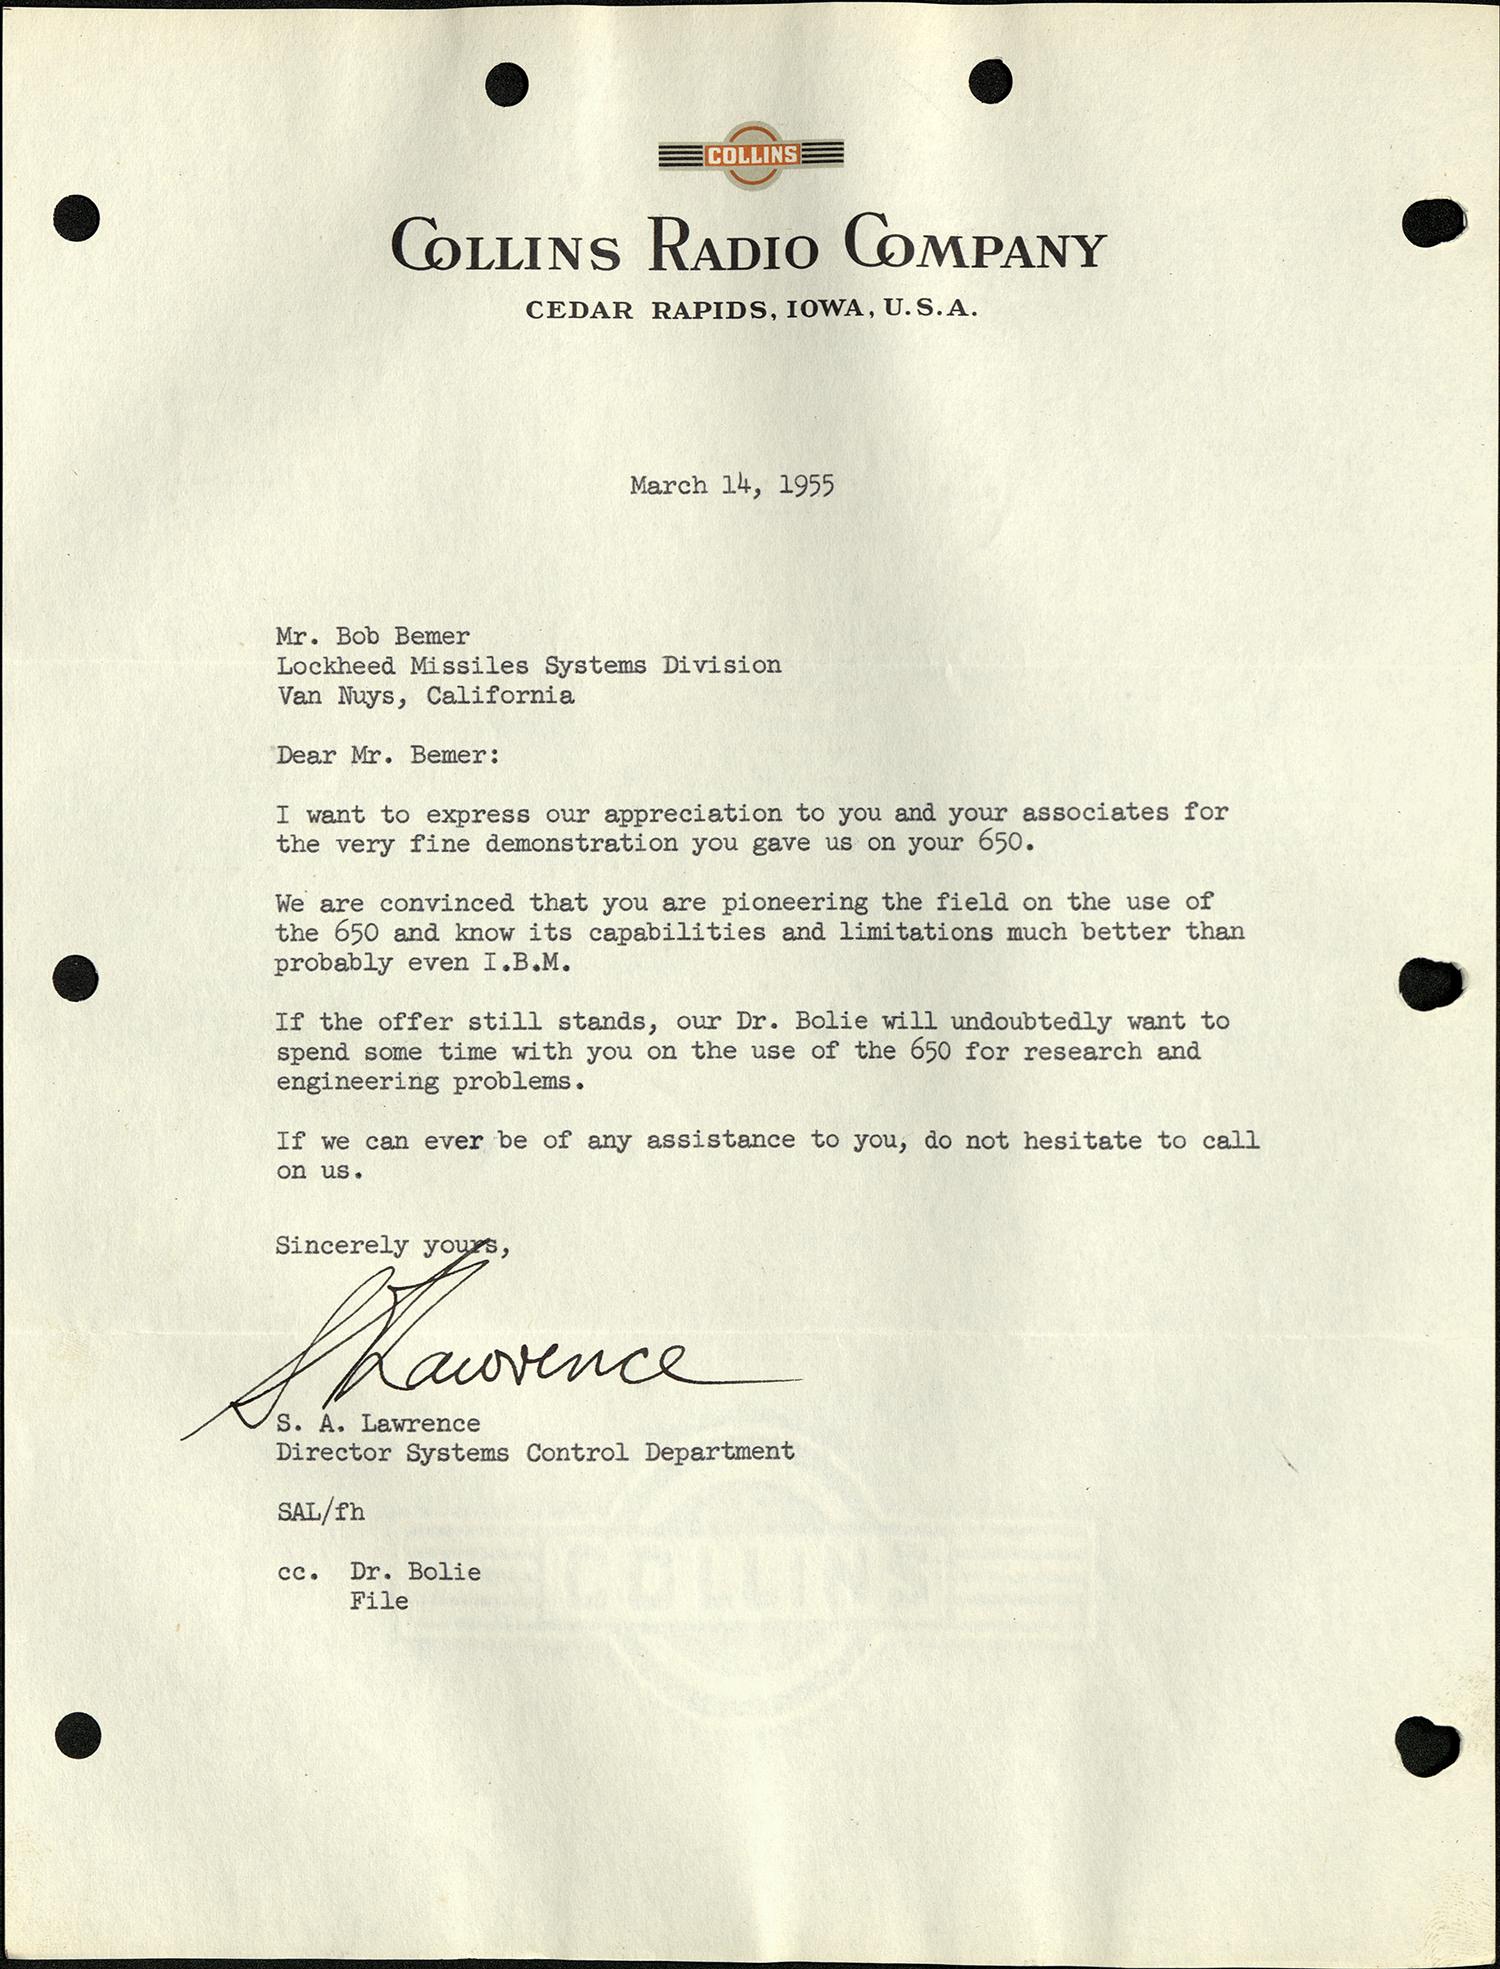 COLLINS
COLLINS RADIO COMPANY
CEDAR RAPIDS, IOWA, U.S.A.
March 14, 1955
Mr. Bob Bemer
Lockheed Missiles Systems Division
Van Nuys, California
Dear Mr. Bemer:
I want to express our appreciation to you and your associates for
the very fine demonstration you gave us on your 650.
We are convinced that you are pioneering the field on the use of
the 650 and know its capabilities and limitations much better than
probably even I.B.M.
If the offer still stands, our Dr. Bolie will undoubtedly want to
spend some time with you on the use of the 650 for research and
engineering problems.
If we can ever be of any assistance to you, do not hesitate to call
on us.
Sincerely yours,
S A Lawrence
S. A. Lawrence
Director Systems Control Department
SAL/fh
cc. Dr. Bolie
File